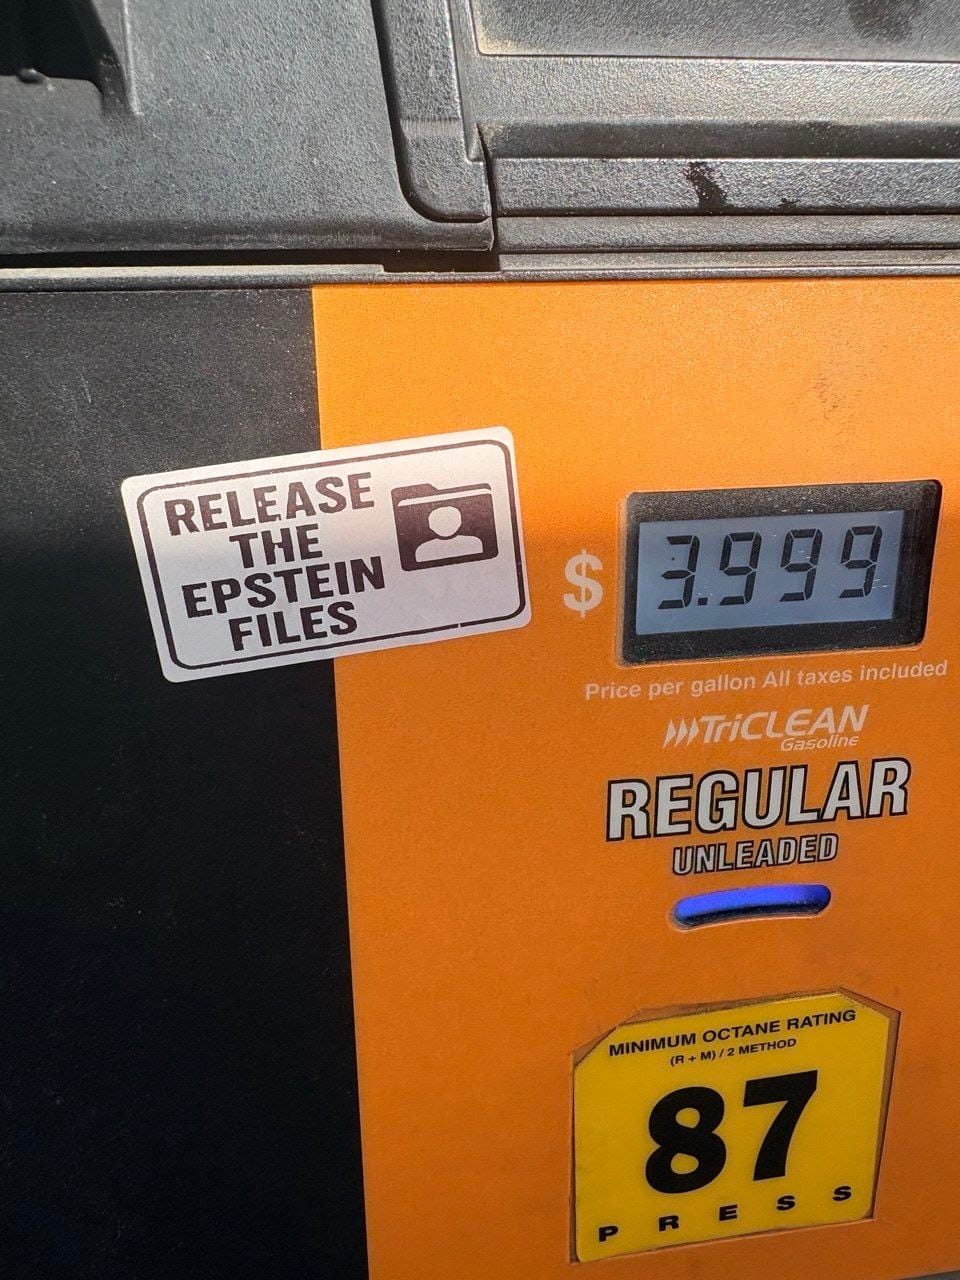 RELEASE
THE
EPSTEIN
FILES
$ 3.999
Price per gallon All taxes included
TriCLEAN
Gasoline
REGULAR
UNLEADED
MINIMUM OCTANE RATING
(R + M) / 2 METHOD
87
PRESS